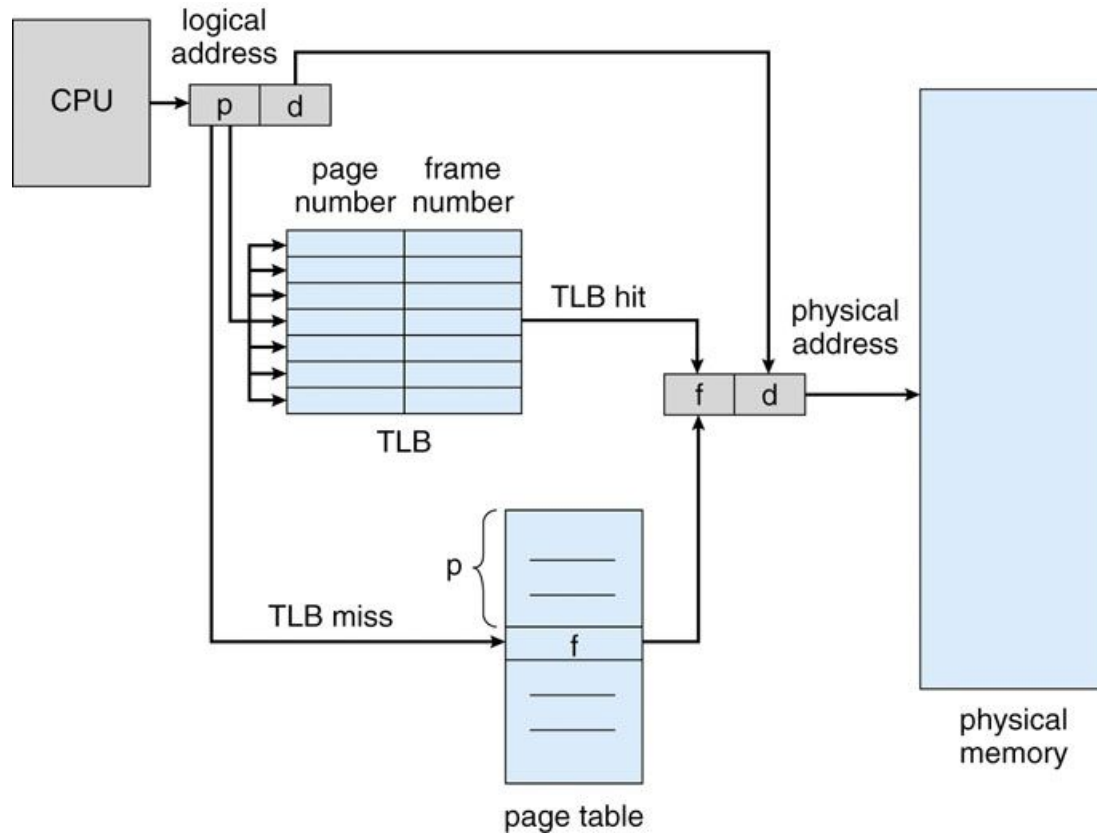 logical
address
CPU
p
d
page
number
frame
number
TLB hit
physical
address
f
d
TLB
p
TLB miss
f
physical
memory
page table